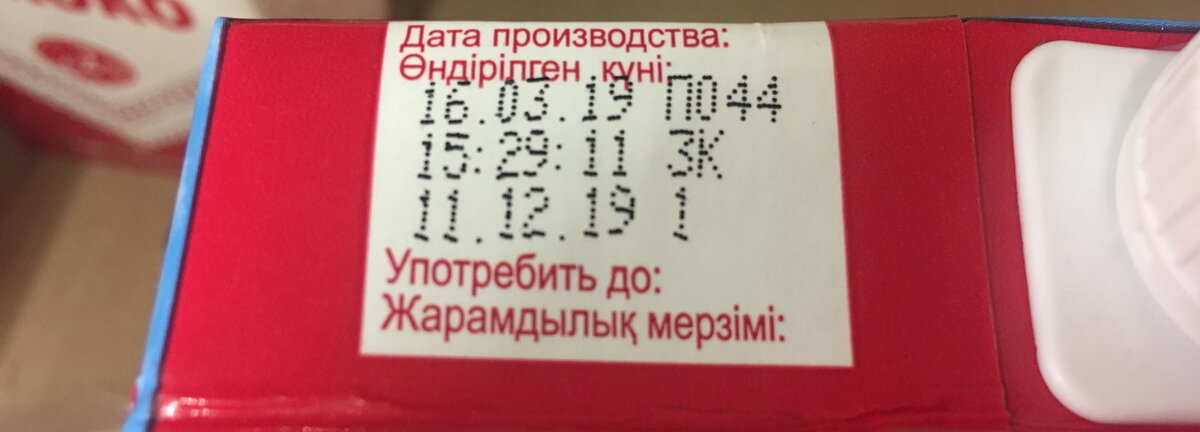 Дата производства:
Өндірілген күні:
16.03.19 П044
15:29:11 3К
11.12.19 1
Употребить до:
Жарамдылық мерзімі: